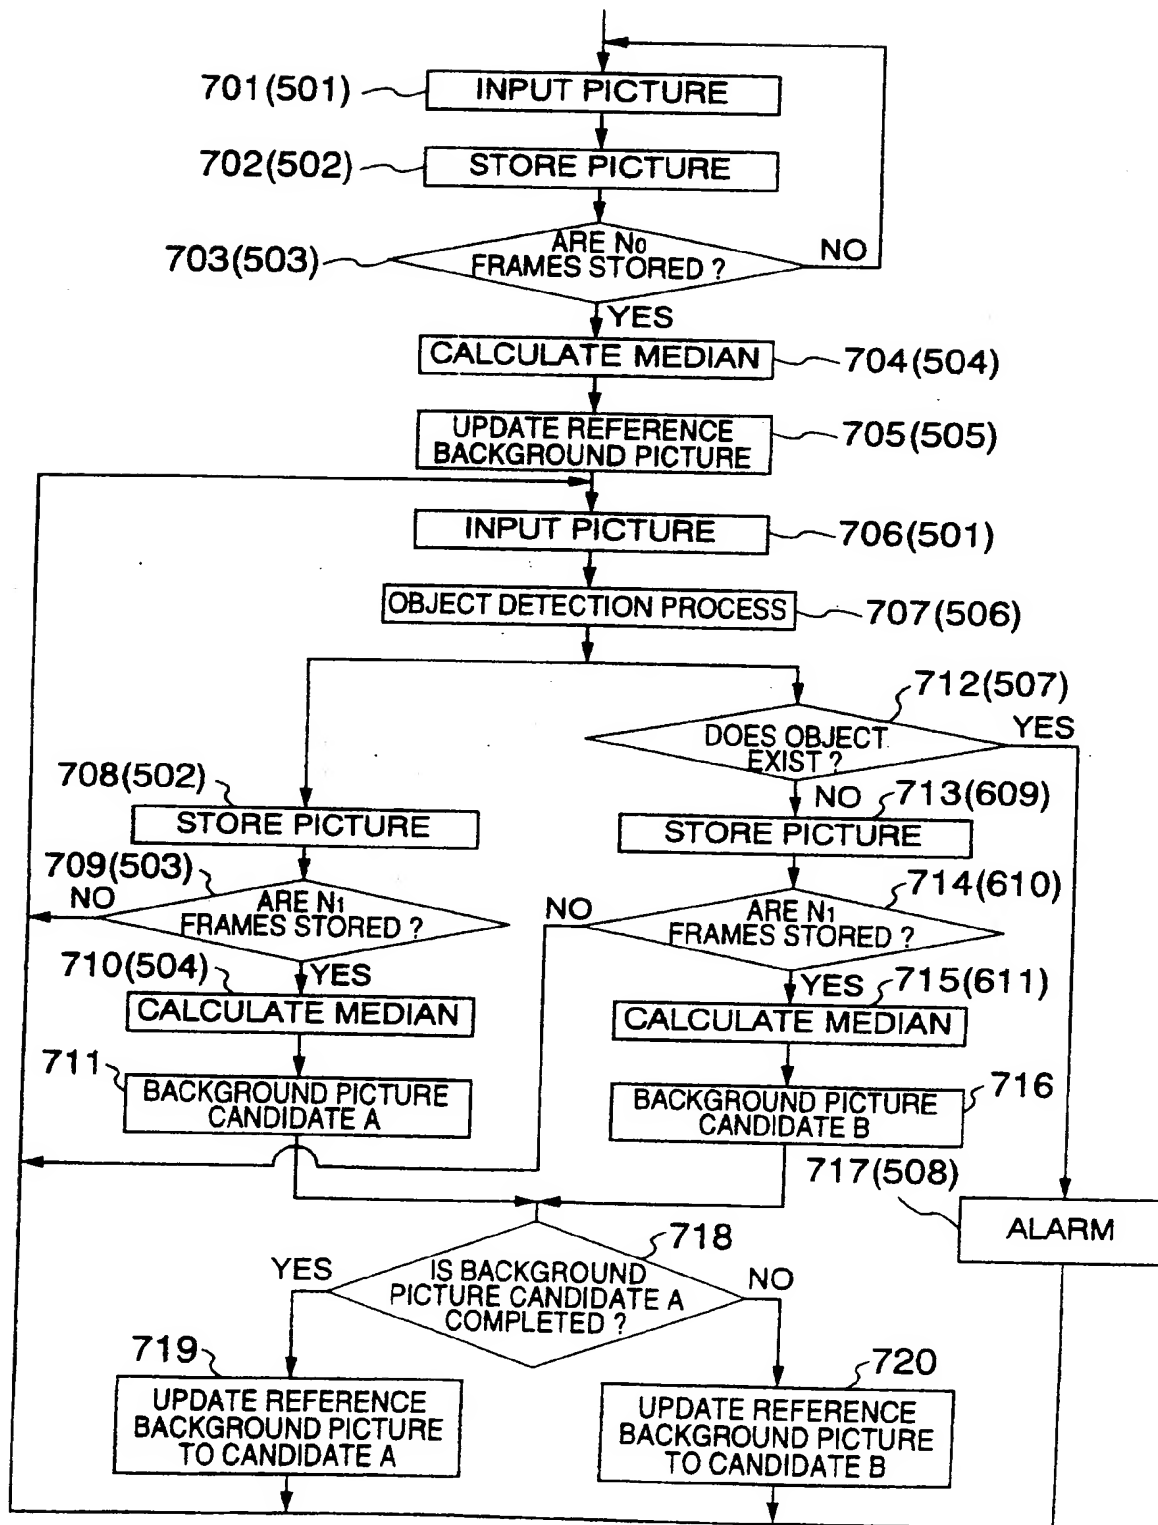 701(501)
INPUT PICTURE
702(502)
STORE PICTURE
703(503)
ARE N0
FRAMES STORED ?
NO
YES
CALCULATE MEDIAN
704(504)
UPDATE REFERENCE
BACKGROUND PICTURE
705(505)
INPUT PICTURE
706(501)
OBJECT DETECTION PROCESS
707(506)
712(507)
DOES OBJECT
EXIST ?
YES
NO
708(502)
STORE PICTURE
713(609)
STORE PICTURE
709(503)
NO
ARE N1
FRAMES STORED ?
714(610)
NO
ARE N1
FRAMES STORED ?
710(504)
YES
CALCULATE MEDIAN
YES
715(611)
CALCULATE MEDIAN
711
BACKGROUND PICTURE
CANDIDATE A
716
BACKGROUND PICTURE
CANDIDATE B
717(508)
ALARM
718
YES
IS BACKGROUND
PICTURE CANDIDATE A
COMPLETED ?
NO
719
UPDATE REFERENCE
BACKGROUND PICTURE
TO CANDIDATE A
720
UPDATE REFERENCE
BACKGROUND PICTURE
TO CANDIDATE B